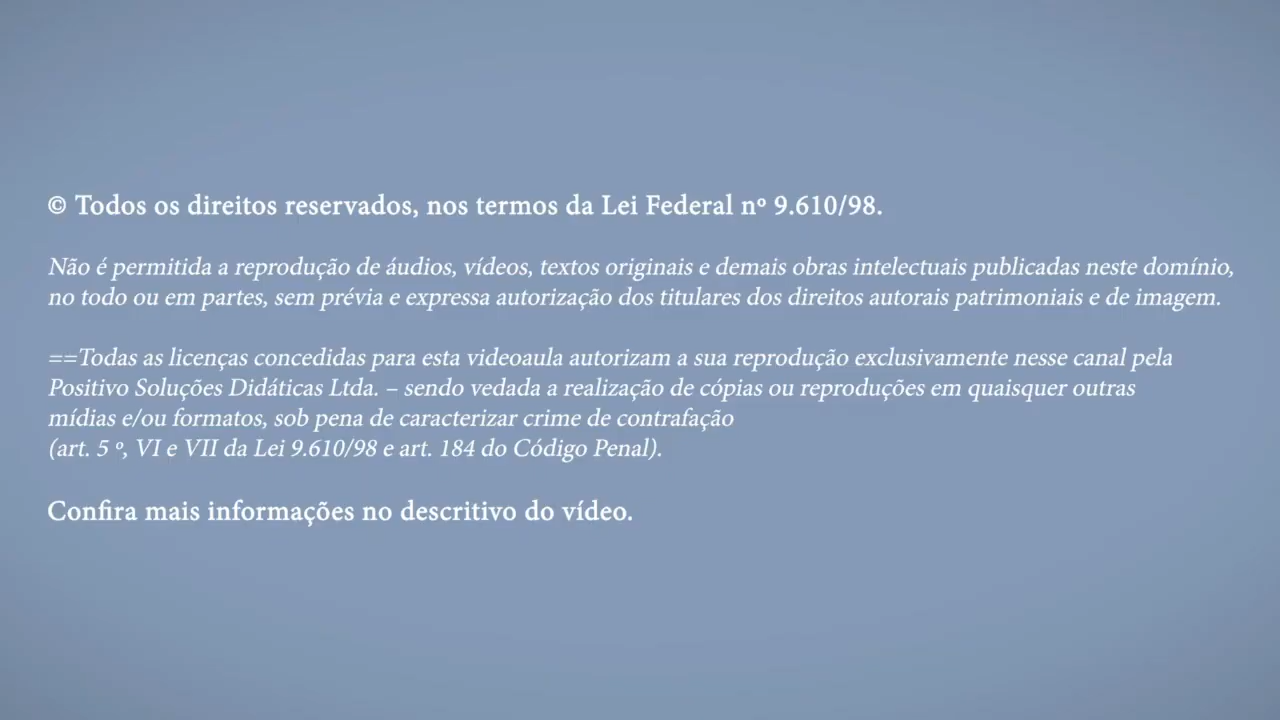 © Todos os direitos reservados, nos termos da Lei Federal nº 9.610/98.
Não é permitida a reprodução de áudios, vídeos, textos originais e demais obras intelectuais publicadas neste domínio,
no todo ou em partes, sem prévia e expressa autorização dos titulares dos direitos autorais patrimoniais e de imagem.
==Todas as licenças concedidas para esta videoaula autorizam a sua reprodução exclusivamente nesse canal pela
Positivo Soluções Didáticas Ltda. – sendo vedada a realização de cópias ou reproduções em quaisquer outras
mídias e/ou formatos, sob pena de caracterizar crime de contrafação
(art. 5 º, VI e VII da Lei 9.610/98 e art. 184 do Código Penal).
Confira mais informações no descritivo do vídeo.